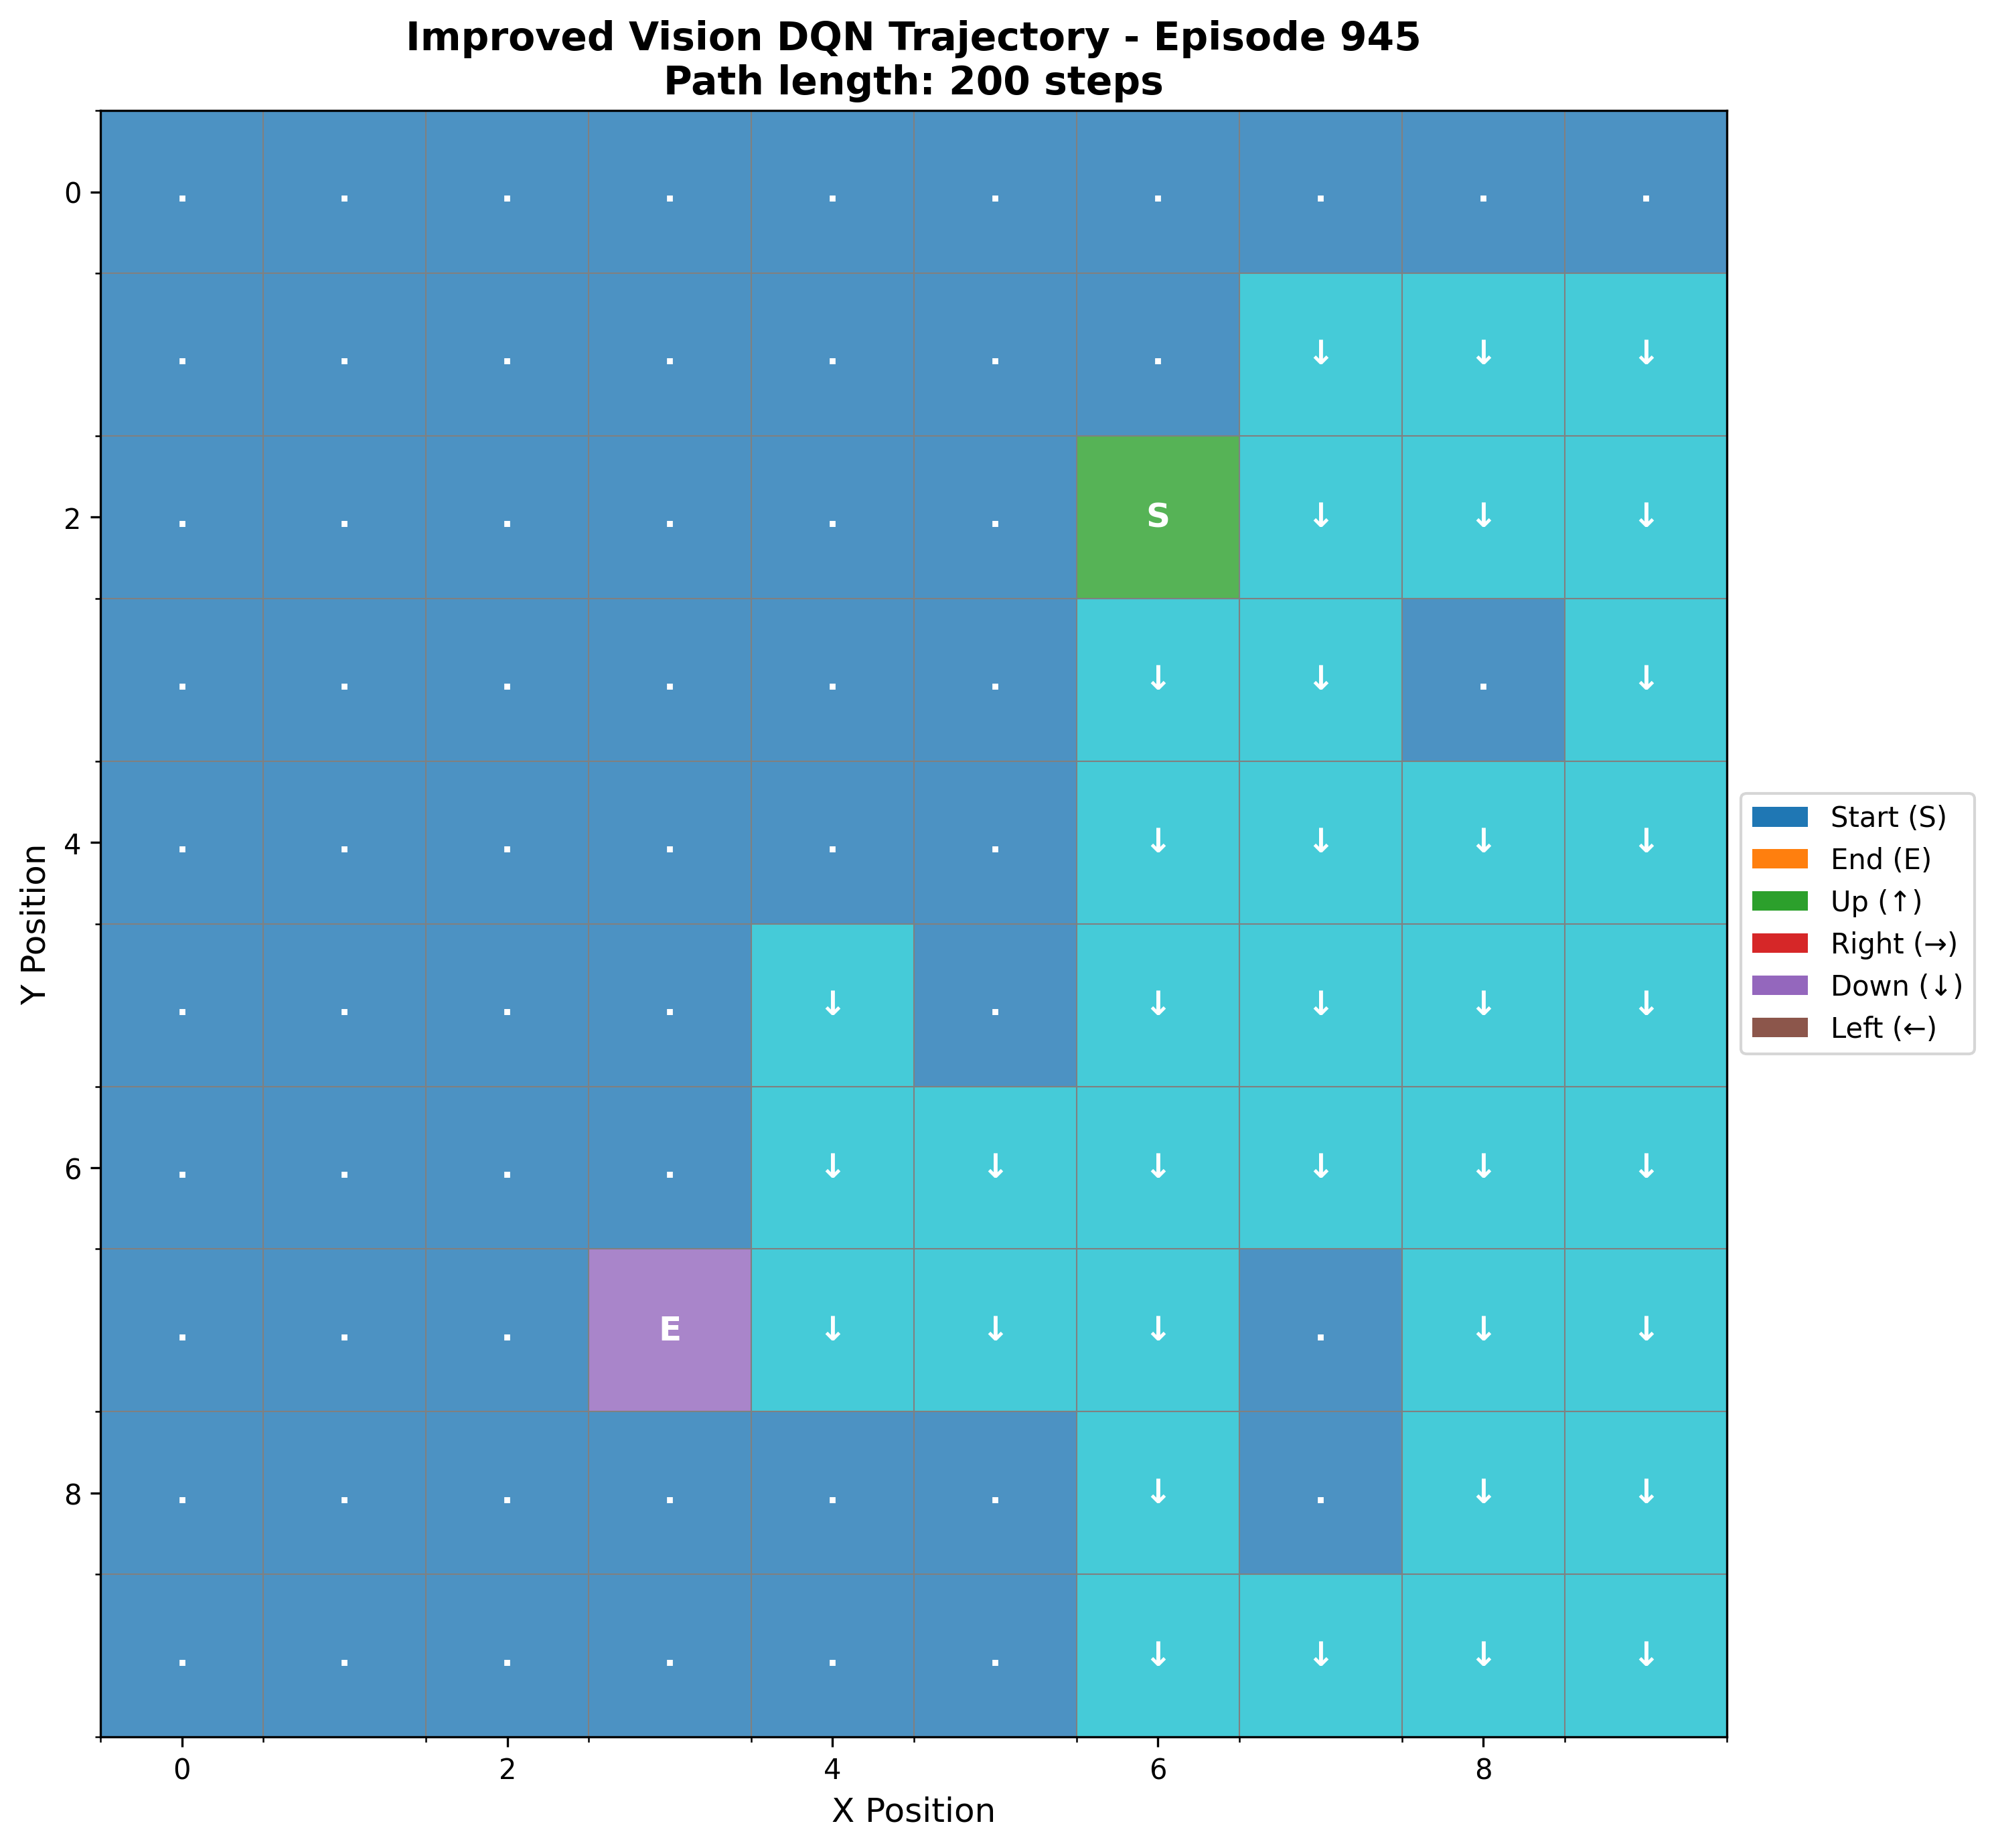 Improved Vision DQN Trajectory - Episode 945
Path length: 200 steps
0 . . . . . . . . . .
. . . . . . . ↓ ↓ ↓
2 . . . . . . S ↓ ↓ ↓
. . . . . . ↓ ↓ . ↓
4 . . . . . . ↓ ↓ ↓ ↓
. . . . ↓ . ↓ ↓ ↓ ↓
6 . . . . ↓ ↓ ↓ ↓ ↓ ↓
. . . E ↓ ↓ ↓ . ↓ ↓
8 . . . . . . ↓ . ↓ ↓
. . . . . . ↓ ↓ ↓ ↓
0 2 4 6 8
X Position
Y Position
Start (S)
End (E)
Up (↑)
Right (→)
Down (↓)
Left (←)